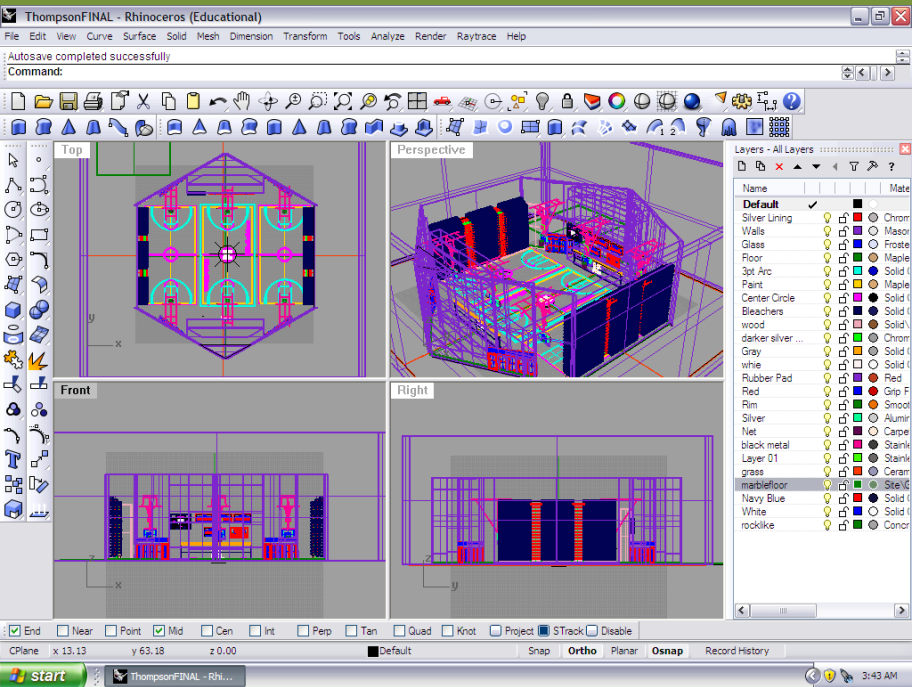 ThompsonFINAL - Rhinoceros (Educational)
File Edit View Curve Surface Solid Mesh Dimension Transform Tools Analyze Render Raytrace Help
Autosave completed successfully
Command:
Top
Perspective
Layers - All Layers
Name Mate
Default
Silver Lining Chrom
Walls Mason
Glass Froste
Floor Maple
3pt Arc Solid
Paint Maple
Center Circle Solid
Bleachers Solid
wood Solid\
darker silver ... Chrom
Gray Solid
whie Solid
Rubber Pad Red
Red Grip F
Rim Smoot
Silver Alumir
Net Carpe
black metal Stainl
Layer 01 Stainl
grass Ceram
marblefloor Site\G
Navy Blue Solid
White Solid
rocklike Concr
y
x
Front
Right
z
x
z
y
End Near Point Mid Cen Int Perp Tan Quad Knot Project STrack Disable
CPlane x 13.13 y 63.18 z 0.00 Default Snap Ortho Planar Osnap Record History
start ThompsonFINAL - Rhi... 3:43 AM